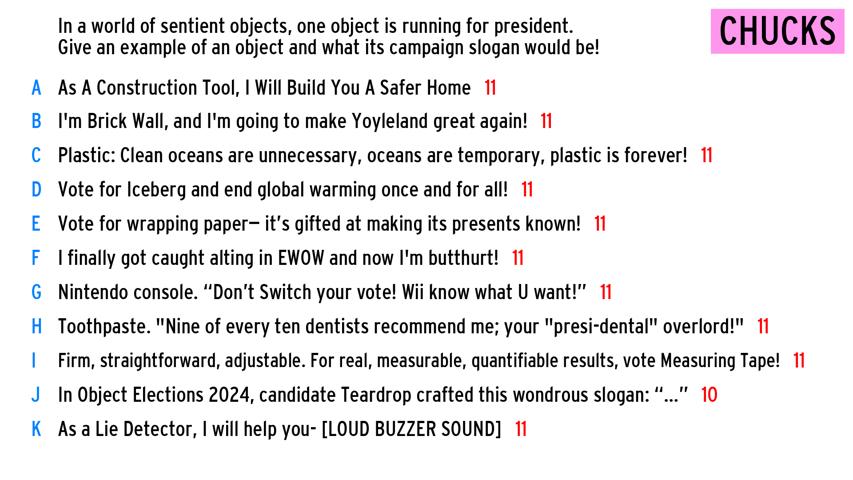 In a world of sentient objects, one object is running for president.
Give an example of an object and what its campaign slogan would be!
CHUCKS
A As A Construction Tool, I Will Build You A Safer Home 11
B I'm Brick Wall, and I'm going to make Yoyleland great again! 11
C Plastic: Clean oceans are unnecessary, oceans are temporary, plastic is forever! 11
D Vote for Iceberg and end global warming once and for all! 11
E Vote for wrapping paper— it’s gifted at making its presents known! 11
F I finally got caught alting in EWOW and now I'm butthurt! 11
G Nintendo console. “Don’t Switch your vote! Wii know what U want!” 11
H Toothpaste. "Nine of every ten dentists recommend me; your "presi-dental" overlord!" 11
I Firm, straightforward, adjustable. For real, measurable, quantifiable results, vote Measuring Tape! 11
J In Object Elections 2024, candidate Teardrop crafted this wondrous slogan: “...” 10
K As a Lie Detector, I will help you- [LOUD BUZZER SOUND] 11